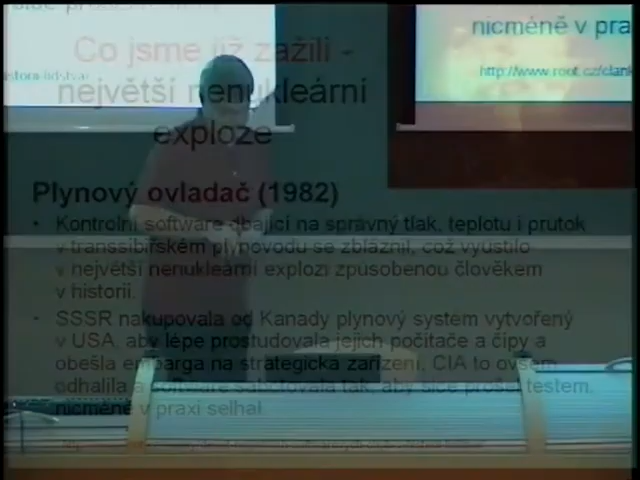 nicméně v pra
http://www.root.cz/clank
Co jsme již zažili -
největší nenukleární
exploze
Plynový ovladač (1982)
• Kontrolní software dbající na správný tlak, teplotu i průtok
v transsibiřském plynovodu se zbláznil, což vyústilo
v největší nenukleární explozi způsobenou člověkem
v historii.
• SSSR nakupovala od Kanady plynový systém vytvořený
v USA, aby lépe prostudovala jejich počítače a čipy a
obešla embarga na strategická zařízení. CIA to ovšem
odhalila a software sabotovala tak, aby sice prošel testem,
nicméně v praxi selhal.